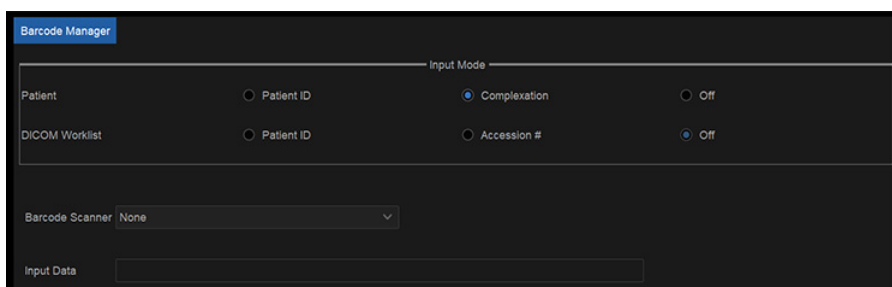 Barcode Manager
Input Mode
Patient Patient ID Complexation Off
DICOM Worklist Patient ID Accession # Off
Barcode Scanner None
Input Data